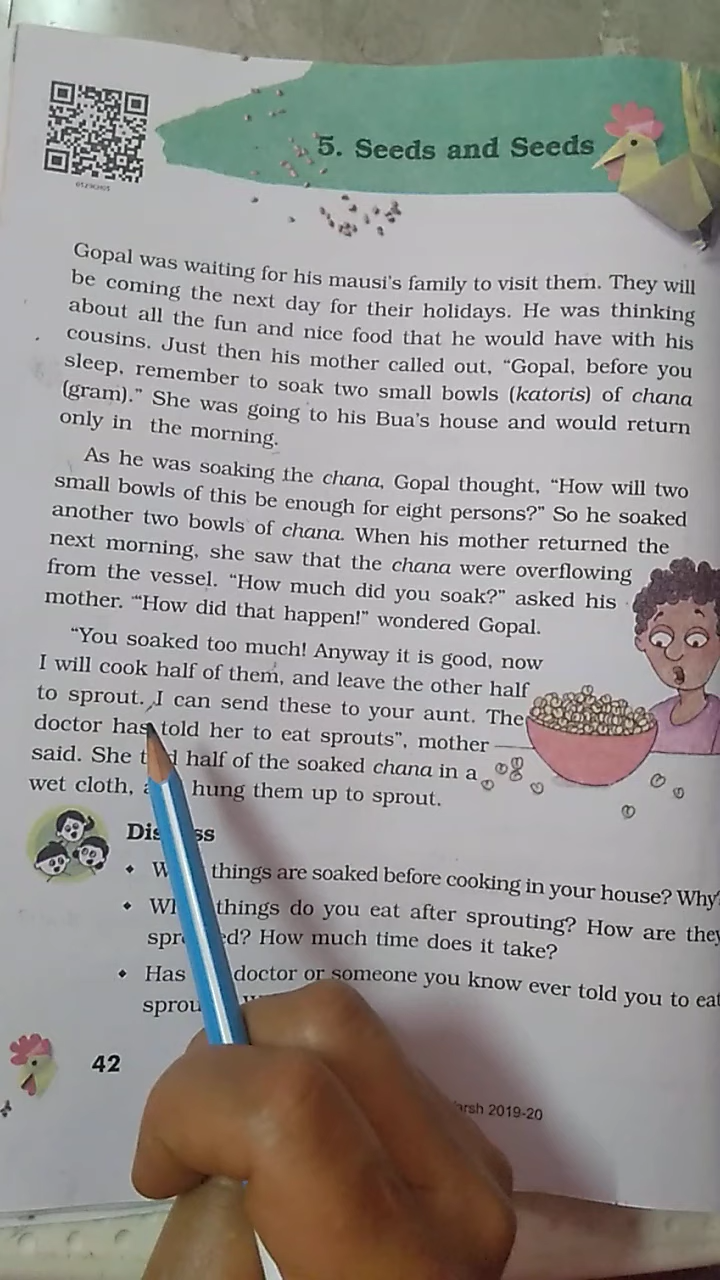 5. Seeds and Seeds
Gopal was waiting for his mausi's family to visit them. They will
be coming the next day for their holidays. He was thinking
about all the fun and nice food that he would have with his
cousins. Just then his mother called out, "Gopal, before you
sleep, remember to soak two small bowls (katoris) of chana
(gram)." She was going to his Bua's house and would return
only in the morning.
As he was soaking the chana, Gopal thought, "How will two
small bowls of this be enough for eight persons?" So he soaked
another two bowls of chana. When his mother returned the
next morning, she saw that the chana were overflowing
from the vessel. "How much did you soak?" asked his
mother. "How did that happen!" wondered Gopal.
"You soaked too much! Anyway it is good, now
I will cook half of them, and leave the other half
to sprout. I can send these to your aunt. The
doctor has told her to eat sprouts", mother
said. She half of the soaked chana in a
wet cloth, hung them up to sprout.
• things are soaked before cooking in your house? Why?
• things do you eat after sprouting? How are they
How much time does it take?
• Has doctor or someone you know ever told you to eat
42
2019-20